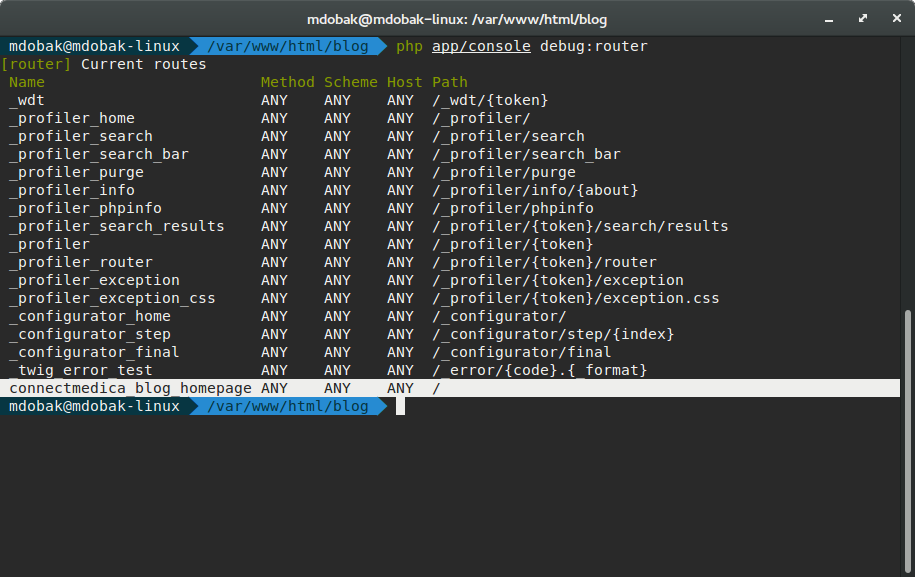 mdobak@mdobak-linux: /var/www/html/blog
mdobak@mdobak-linux /var/www/html/blog php app/console debug:router
[router] Current routes
Name Method Scheme Host Path
_wdt ANY ANY ANY /_wdt/{token}
_profiler_home ANY ANY ANY /_profiler/
_profiler_search ANY ANY ANY /_profiler/search
_profiler_search_bar ANY ANY ANY /_profiler/search_bar
_profiler_purge ANY ANY ANY /_profiler/purge
_profiler_info ANY ANY ANY /_profiler/info/{about}
_profiler_phpinfo ANY ANY ANY /_profiler/phpinfo
_profiler_search_results ANY ANY ANY /_profiler/{token}/search/results
_profiler ANY ANY ANY /_profiler/{token}
_profiler_router ANY ANY ANY /_profiler/{token}/router
_profiler_exception ANY ANY ANY /_profiler/{token}/exception
_profiler_exception_css ANY ANY ANY /_profiler/{token}/exception.css
_configurator_home ANY ANY ANY /_configurator/
_configurator_step ANY ANY ANY /_configurator/step/{index}
_configurator_final ANY ANY ANY /_configurator/final
_twig_error_test ANY ANY ANY /_error/{code}.{_format}
connectmedica_blog_homepage ANY ANY ANY /
mdobak@mdobak-linux /var/www/html/blog